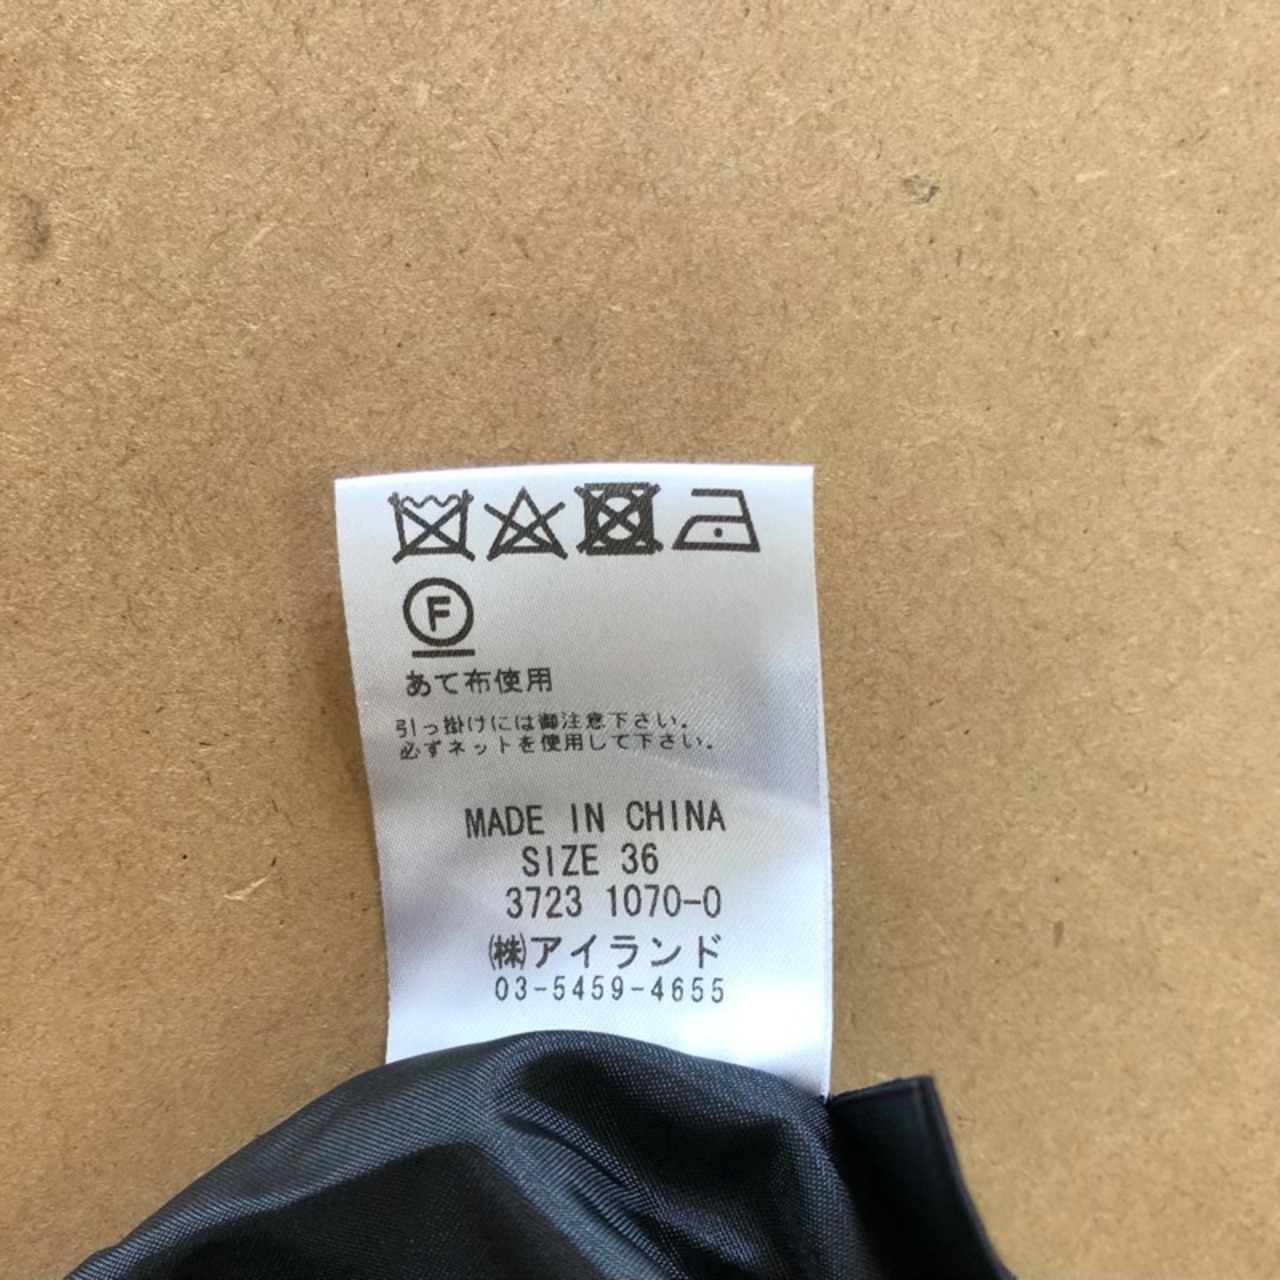 F
あて布使用
引っ掛けには御注意下さい。
必ずネットを使用して下さい。
MADE IN CHINA
SIZE 36
3723 1070-0
㈱アイランド
03-5459-4655